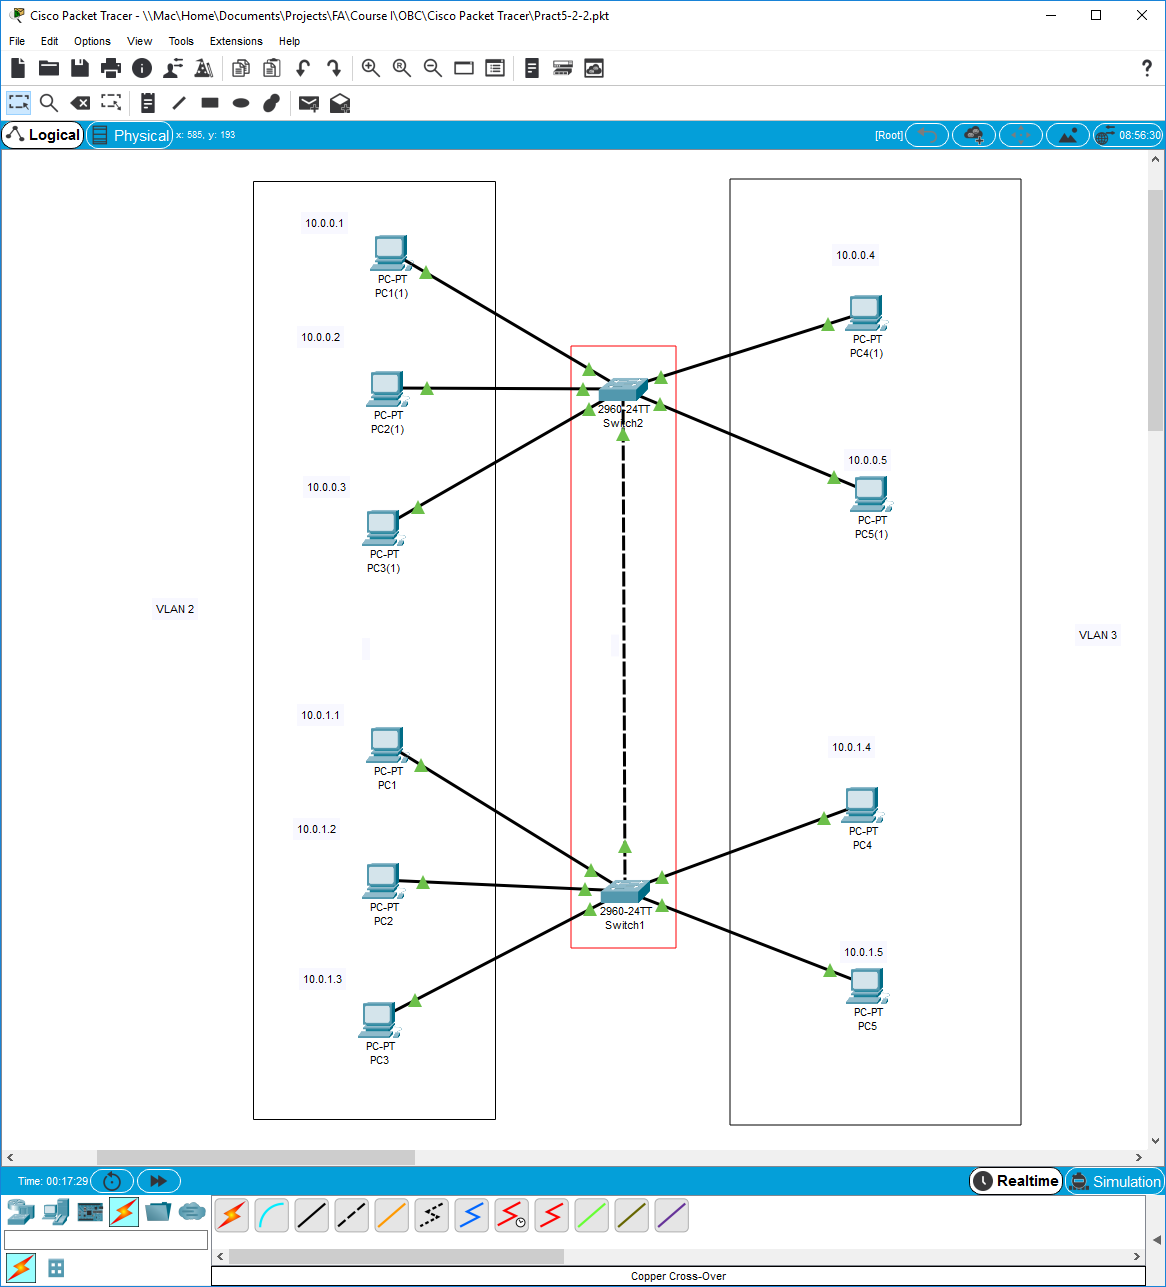 Cisco Packet Tracer - \\Mac\Home\Documents\Projects\FA\Course I\OBC\Cisco Packet Tracer\Pract5-2-2.pkt
File Edit Options View Tools Extensions Help
Logical Physical x: 585, y: 193 [Root] 08:56:30
10.0.0.1
PC-PT
PC1(1)
10.0.0.2
PC-PT
PC2(1)
10.0.0.3
PC-PT
PC3(1)
2960-24TT
Switch2
10.0.0.4
PC-PT
PC4(1)
10.0.0.5
PC-PT
PC5(1)
VLAN 2
VLAN 3
10.0.1.1
PC-PT
PC1
10.0.1.2
PC-PT
PC2
10.0.1.3
PC-PT
PC3
2960-24TT
Switch1
10.0.1.4
PC-PT
PC4
10.0.1.5
PC-PT
PC5
Time: 00:17:29 Realtime Simulation
Copper Cross-Over